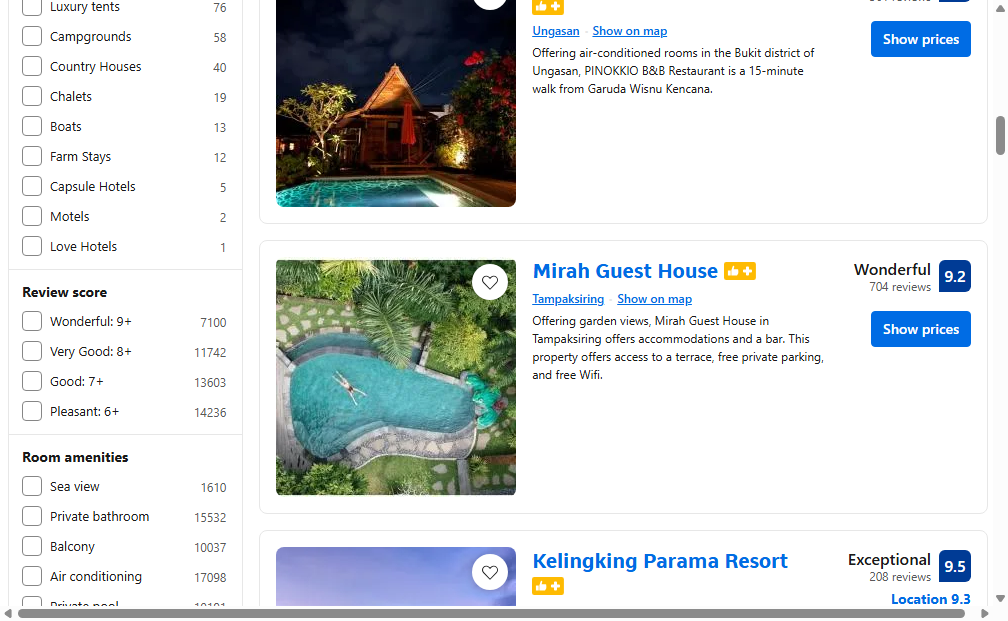 Luxury tents 76
Campgrounds 58
Country Houses 40
Chalets 19
Boats 13
Farm Stays 12
Capsule Hotels 5
Motels 2
Love Hotels 1
Review score
Wonderful: 9+ 7100
Very Good: 8+ 11742
Good: 7+ 13603
Pleasant: 6+ 14236
Room amenities
Sea view 1610
Private bathroom 15532
Balcony 10037
Air conditioning 17098
Private pool
Ungasan · Show on map
Offering air-conditioned rooms in the Bukit district of
Ungasan, PINOKKIO B&B Restaurant is a 15-minute
walk from Garuda Wisnu Kencana.
Show prices
Mirah Guest House
Tampaksiring · Show on map
Offering garden views, Mirah Guest House in
Tampaksiring offers accommodations and a bar. This
property offers access to a terrace, free private parking,
and free Wifi.
Wonderful 9.2
704 reviews
Show prices
Kelingking Parama Resort
Exceptional 9.5
208 reviews
Location 9.3